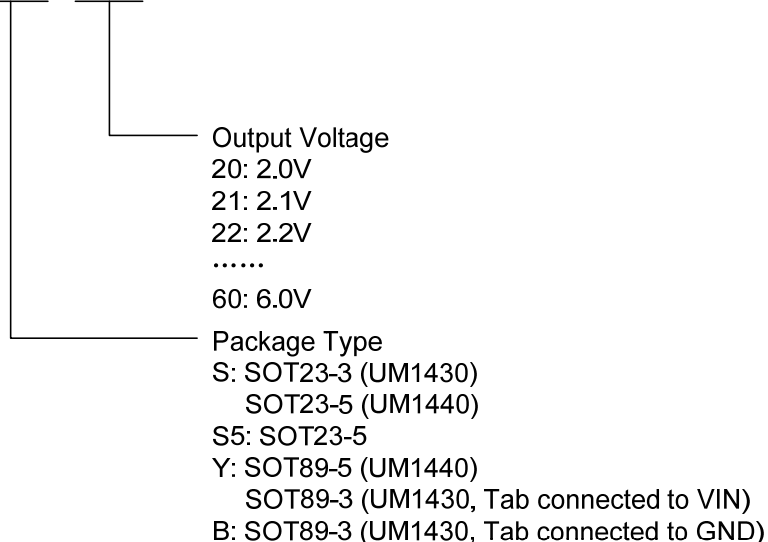 Output Voltage
20: 2.0V
21: 2.1V
22: 2.2V
……
60: 6.0V
Package Type
S: SOT23-3 (UM1430)
SOT23-5 (UM1440)
S5: SOT23-5
Y: SOT89-5 (UM1440)
SOT89-3 (UM1430, Tab connected to VIN)
B: SOT89-3 (UM1430, Tab connected to GND)